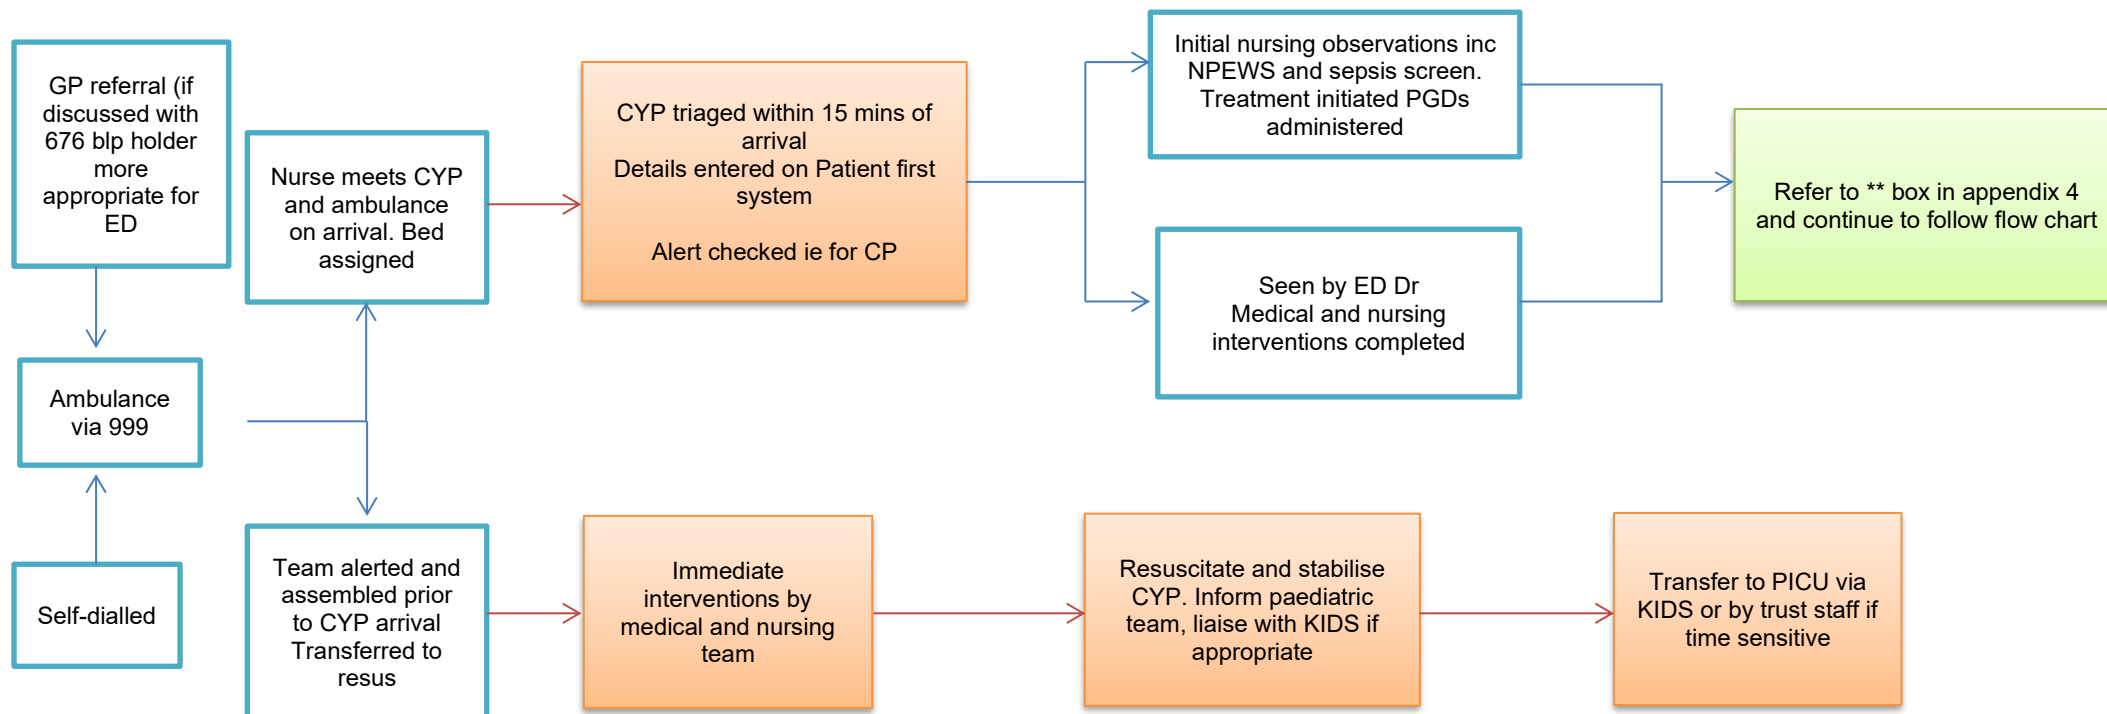 GP referral (if
discussed with
676 blp holder
more
appropriate for
ED
Ambulance
via 999
Self-dialled
Nurse meets CYP
and ambulance
on arrival. Bed
assigned
CYP triaged within 15 mins of
arrival
Details entered on Patient first
system
Alert checked ie for CP
Initial nursing observations inc
NPEWS and sepsis screen.
Treatment initiated PGDs
administered
Seen by ED Dr
Medical and nursing
interventions completed
Refer to ** box in appendix 4
and continue to follow flow chart
Team alerted and
assembled prior
to CYP arrival
Transferred to
resus
Immediate
interventions by
medical and nursing
team
Resuscitate and stabilise
CYP. Inform paediatric
team, liaise with KIDS if
appropriate
Transfer to PICU via
KIDS or by trust staff if
time sensitive